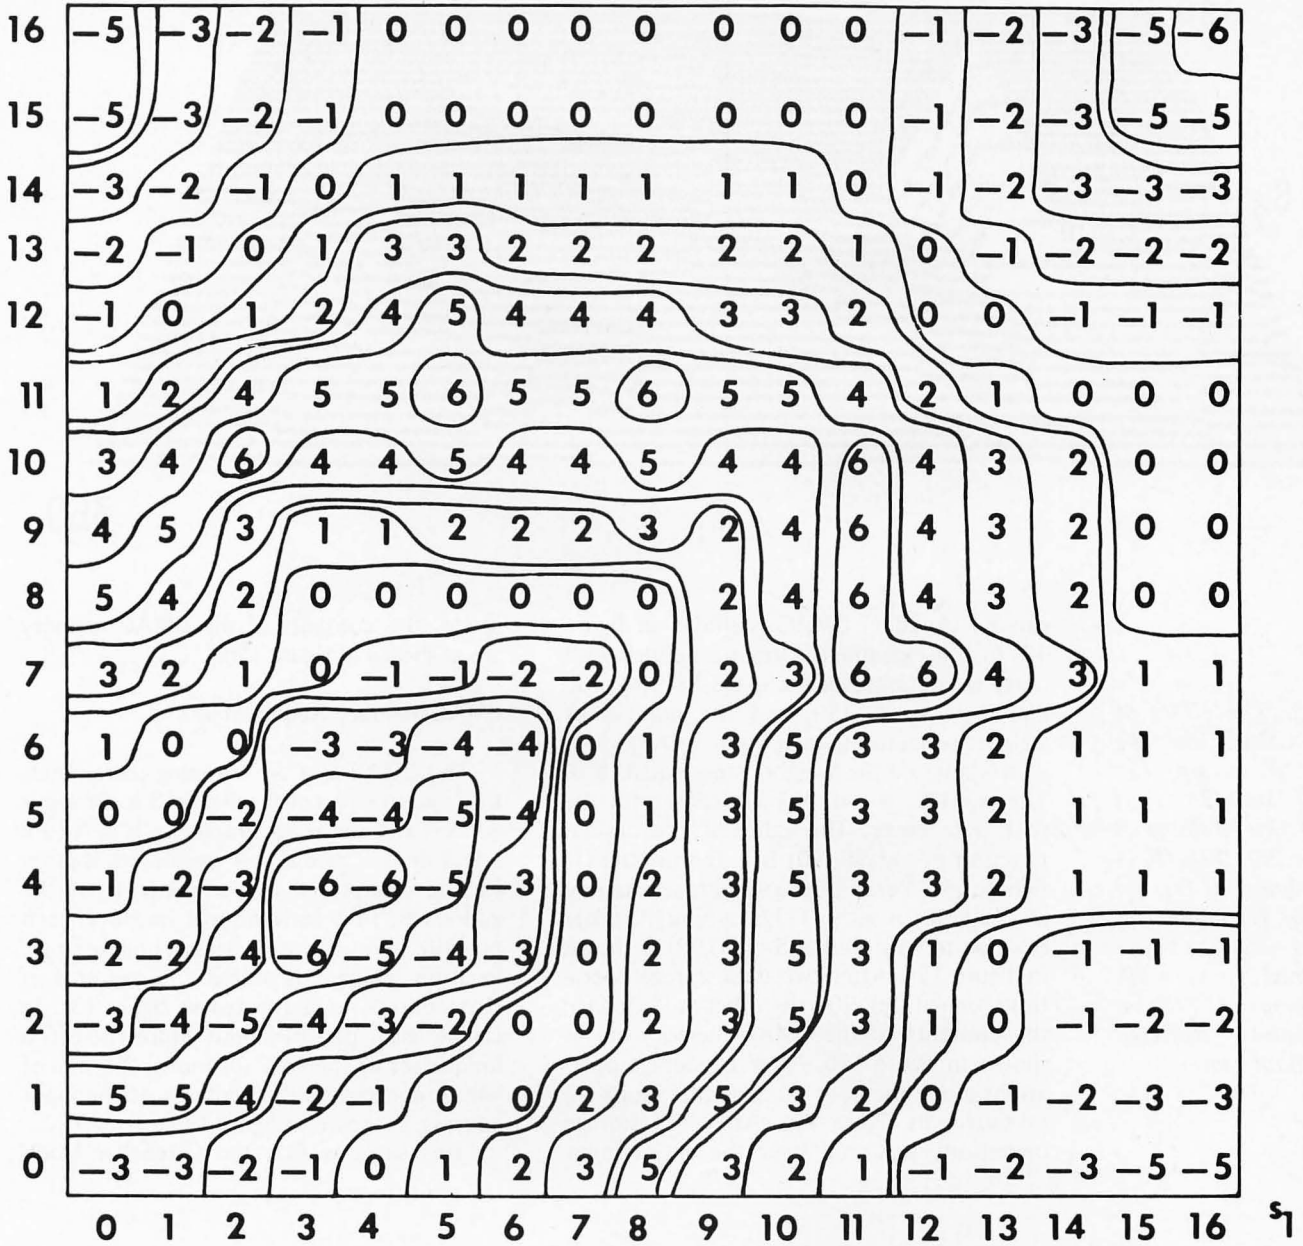 16 −5 −3 −2 −1 0 0 0 0 0 0 0 0 −1 −2 −3 −5 −6
15 −5 −3 −2 −1 0 0 0 0 0 0 0 0 −1 −2 −3 −5 −5
14 −3 −2 −1 0 1 1 1 1 1 1 1 0 −1 −2 −3 −3 −3
13 −2 −1 0 1 3 3 2 2 2 2 2 1 0 −1 −2 −2 −2
12 −1 0 1 2 4 5 4 4 4 3 3 2 0 0 −1 −1 −1
11 1 2 4 5 5 6 5 5 6 5 5 4 2 1 0 0 0
10 3 4 6 4 4 5 4 4 5 4 4 6 4 3 2 0 0
9 4 5 3 1 1 2 2 2 3 2 4 6 4 3 2 0 0
8 5 4 2 0 0 0 0 0 0 2 4 6 4 3 2 0 0
7 3 2 1 0 −1 −1 −2 −2 0 2 3 6 6 4 3 1 1
6 1 0 0 −3 −3 −4 −4 0 1 3 5 3 3 2 1 1 1
5 0 0 −2 −4 −4 −5 −4 0 1 3 5 3 3 2 1 1 1
4 −1 −2 −3 −6 −6 −5 −3 0 2 3 5 3 3 2 1 1 1
3 −2 −2 −4 −6 −5 −4 −3 0 2 3 5 3 1 0 −1 −1 −1
2 −3 −4 −5 −4 −3 −2 0 0 2 3 5 3 1 0 −1 −2 −2
1 −5 −5 −4 −2 −1 0 0 2 3 5 3 2 0 −1 −2 −3 −3
0 −3 −3 −2 −1 0 1 2 3 5 3 2 1 −1 −2 −3 −5 −5
0 1 2 3 4 5 6 7 8 9 10 11 12 13 14 15 16 s1